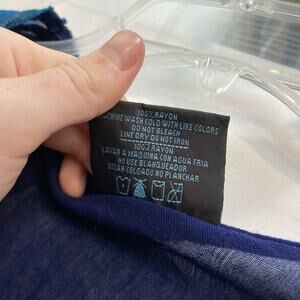 100% RAYON
MACHINE WASH COLD WITH LIKE COLORS
DO NOT BLEACH
LINE DRY DO NOT IRON
100% RAYON
LAVAR A MAQUINA CON AGUA FRIA
NO USE BLANQUEADOR
SECAR COLGADO NO PLANCHAR